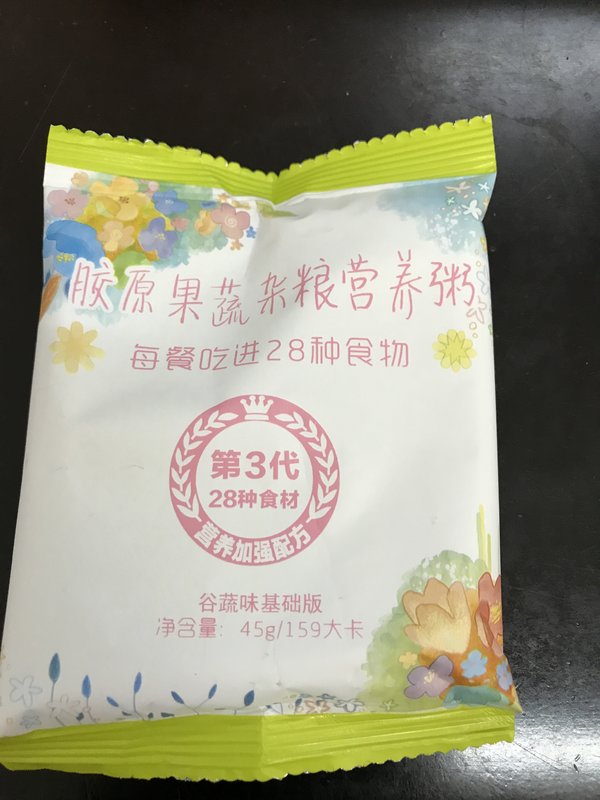 胶原果蔬杂粮营养粥
每餐吃进28种食物
第3代
28种食材
营养加强配方
谷蔬味基础版
净含量: 45g/159大卡